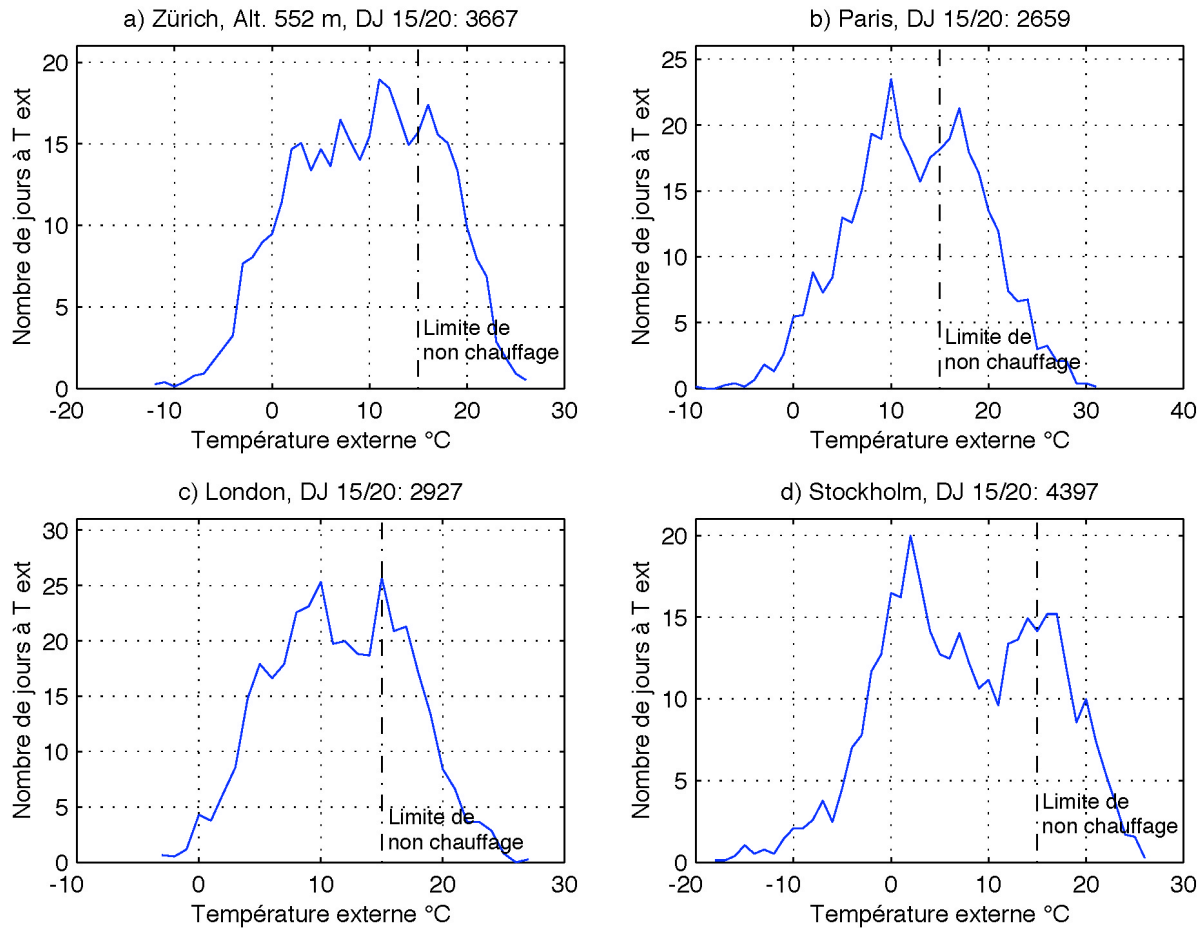 a) Zürich, Alt. 552 m, DJ 15/20: 3667
Nombre de jours à T ext
20
15
10
5
0
Limite de
non chauffage
-20
-10
0
10
20
30
Température externe °C
b) Paris, DJ 15/20: 2659
Nombre de jours à T ext
25
20
15
10
5
0
Limite de
non chauffage
-10
0
10
20
30
40
Température externe °C
c) London, DJ 15/20: 2927
Nombre de jours à T ext
30
25
20
15
10
5
0
Limite de
non chauffage
-10
0
10
20
30
Température externe °C
d) Stockholm, DJ 15/20: 4397
Nombre de jours à T ext
20
15
10
5
0
Limite de
non chauffage
-20
-10
0
10
20
30
Température externe °C